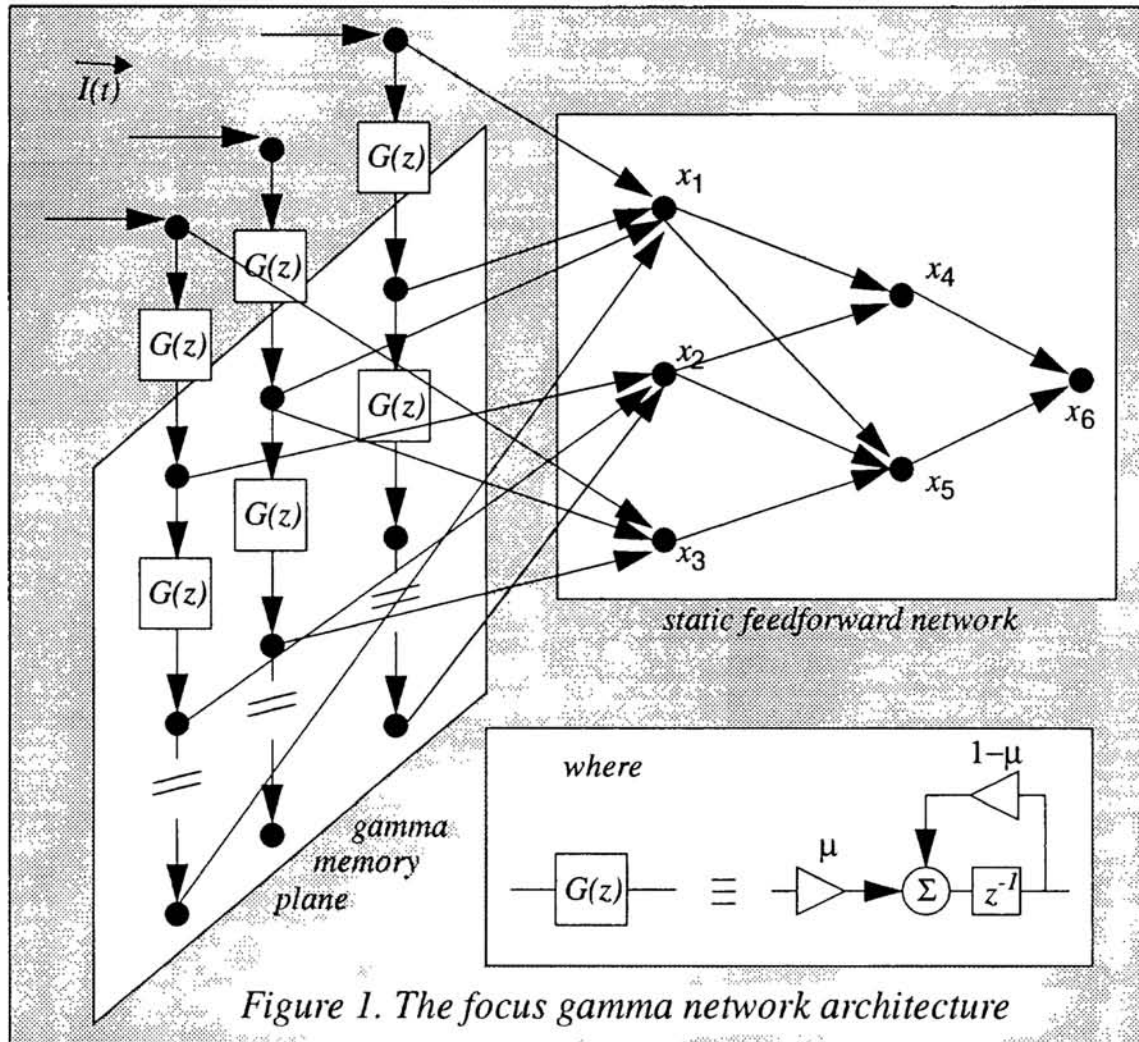 I(t)
G(z)
x1
G(z)
x4
G(z)
x2
G(z)
x6
G(z)
x5
G(z)
x3
static feedforward network
where
1–μ
gamma
memory
plane
μ
G(z) ≡ Σ z-1
Figure 1. The focus gamma network architecture